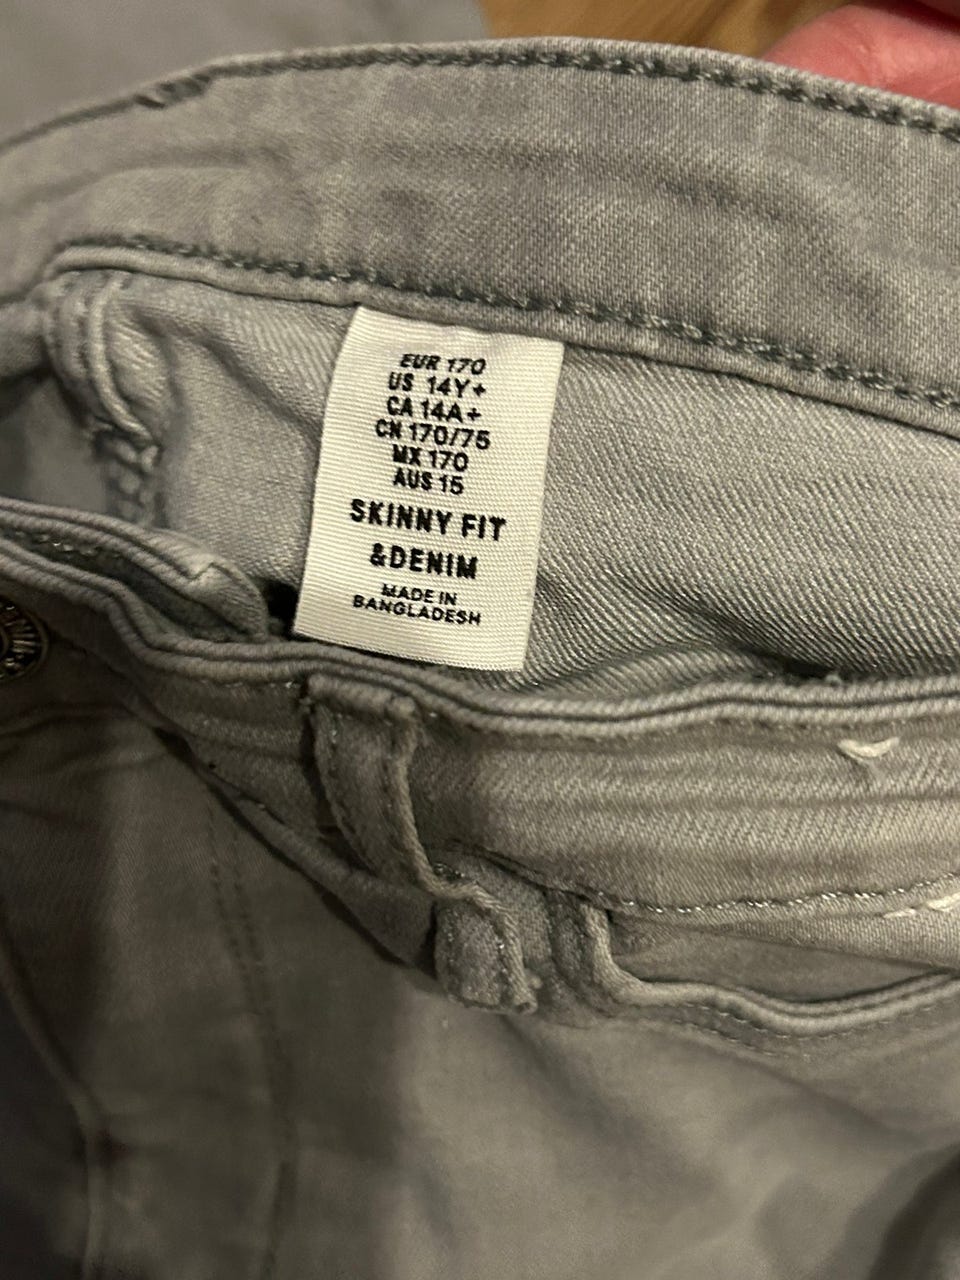 EUR 170
US 14Y+
CA 14A+
CN 170/75
MX 170
AUS 15
SKINNY FIT
&DENIM
MADE IN
BANGLADESH